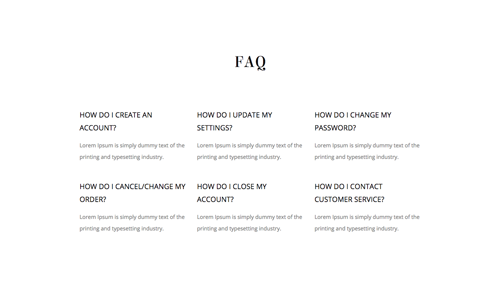 FAQ
HOW DO I CREATE AN
ACCOUNT?
Lorem Ipsum is simply dummy text of the
printing and typesetting industry.
HOW DO I UPDATE MY
SETTINGS?
Lorem Ipsum is simply dummy text of the
printing and typesetting industry.
HOW DO I CHANGE MY
PASSWORD?
Lorem Ipsum is simply dummy text of the
printing and typesetting industry.
HOW DO I CANCEL/CHANGE MY
ORDER?
Lorem Ipsum is simply dummy text of the
printing and typesetting industry.
HOW DO I CLOSE MY
ACCOUNT?
Lorem Ipsum is simply dummy text of the
printing and typesetting industry.
HOW DO I CONTACT
CUSTOMER SERVICE?
Lorem Ipsum is simply dummy text of the
printing and typesetting industry.